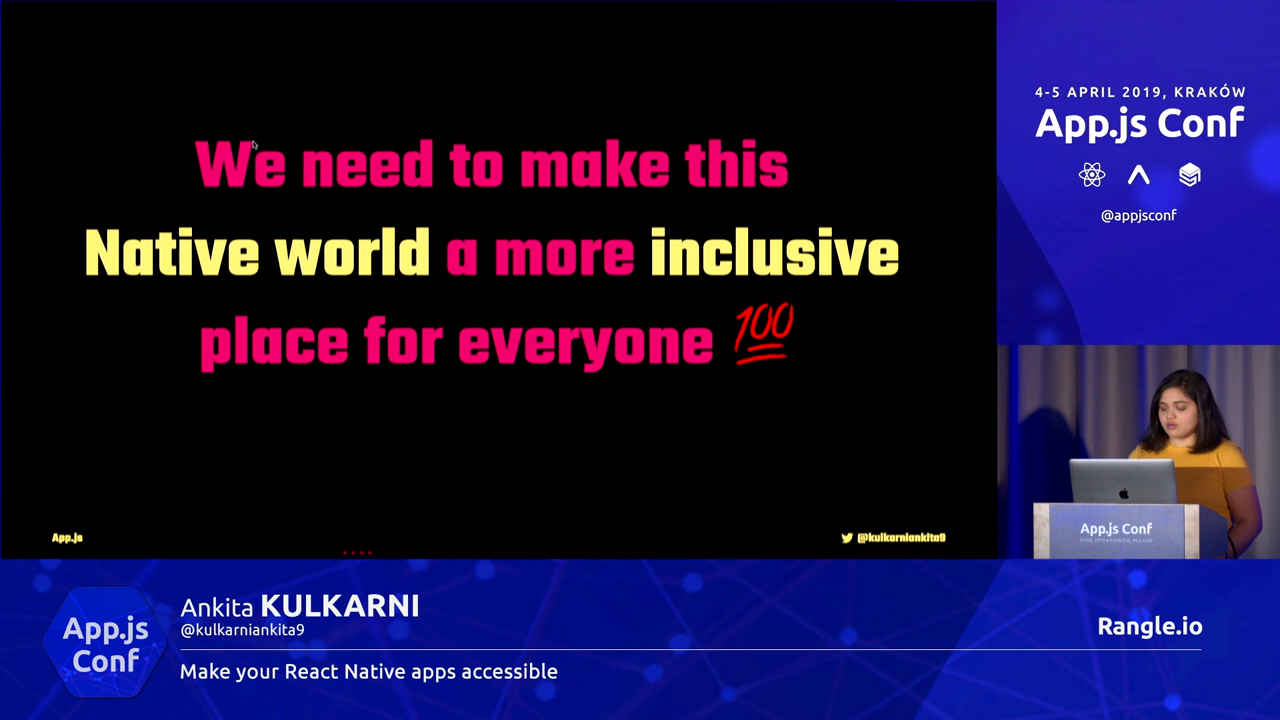 We need to make this
Native world a more inclusive
place for everyone 💯
App.js
@kulkarniankita9
4-5 APRIL 2019, KRAKÓW
App.js Conf
@appjsconf
App.js Conf
App.js
Conf
Ankita KULKARNI
@kulkarniankita9
Make your React Native apps accessible
Rangle.io